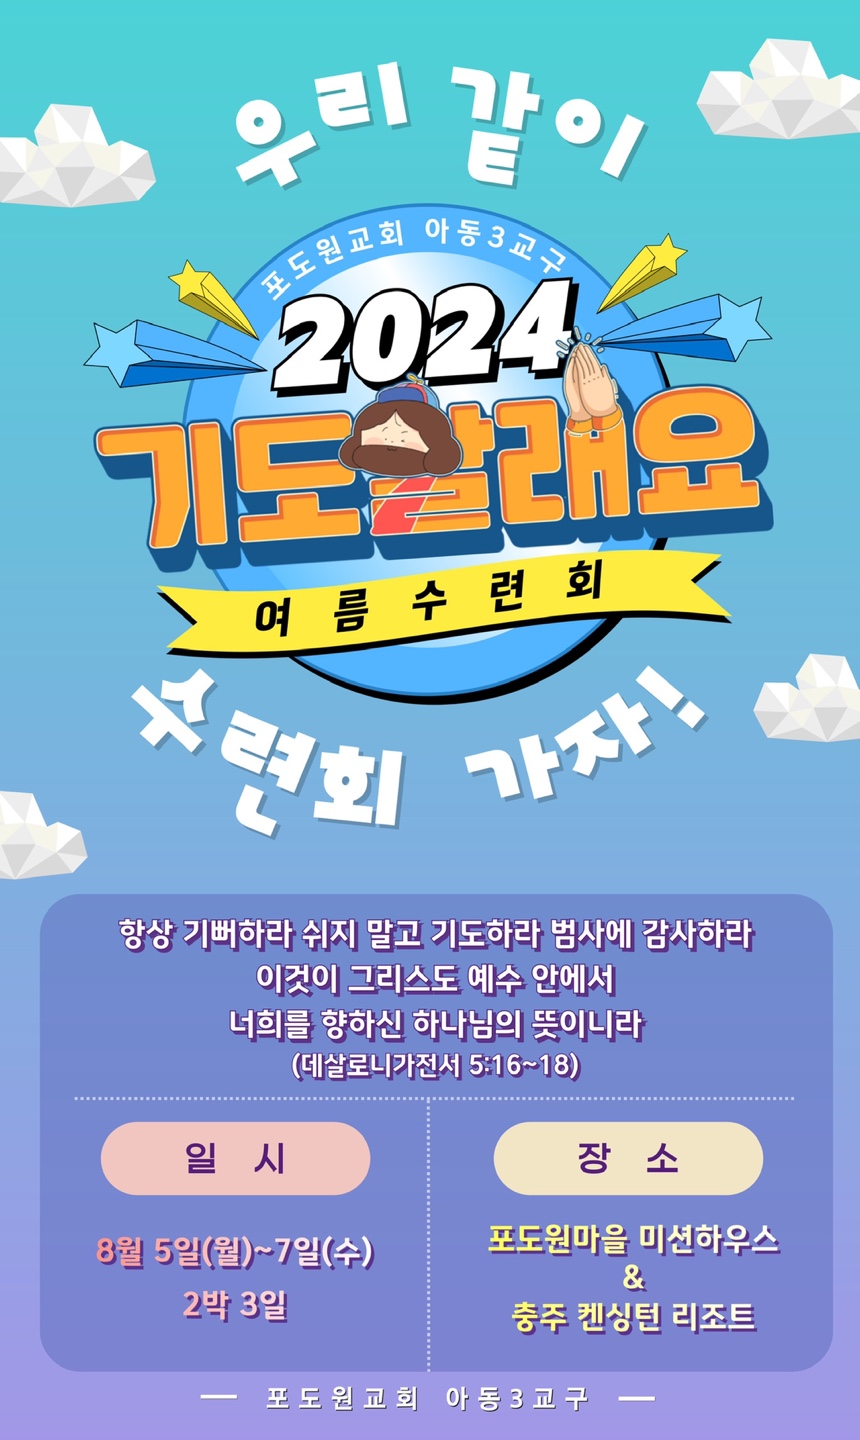 우리 같이
포도원교회 아동3교구
2024
기도할래요
여름수련회
수련회 가자!
항상 기뻐하라 쉬지 말고 기도하라 범사에 감사하라
이것이 그리스도 예수 안에서
너희를 향하신 하나님의 뜻이니라
(데살로니가전서 5:16~18)
일 시
8월 5일(월)~7일(수)
2박 3일
장 소
포도원마을 미션하우스
&
충주 켄싱턴 리조트
포도원교회 아동3교구